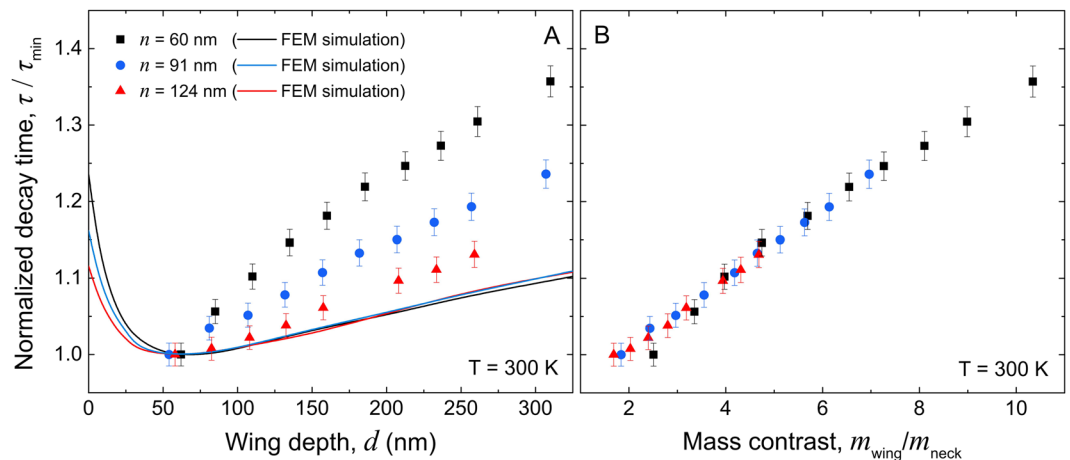 A
B
n = 60 nm ( FEM simulation)
n = 91 nm ( FEM simulation)
n = 124 nm ( FEM simulation)
Normalized decay time, τ / τmin
1.4
1.3
1.2
1.1
1.0
T = 300 K
T = 300 K
0 50 100 150 200 250 300
2 4 6 8 10
Wing depth, d (nm)
Mass contrast, mwing/mneck